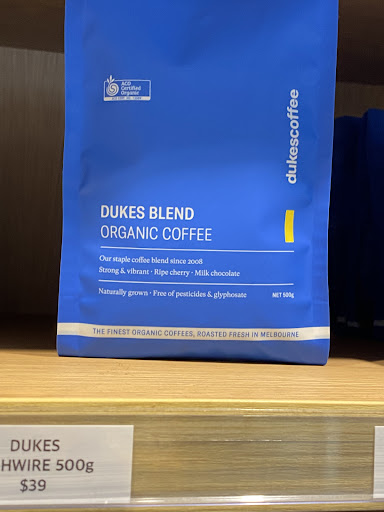 ACO
Certified
Organic
dukescoffee
DUKES BLEND
ORGANIC COFFEE
Our staple coffee blend since 2008
Strong & vibrant · Ripe cherry · Milk chocolate
Naturally grown · Free of pesticides & glyphosate
NET 500g
THE FINEST ORGANIC COFFEES, ROASTED FRESH IN MELBOURNE
DUKES
HWIRE 500g
$39